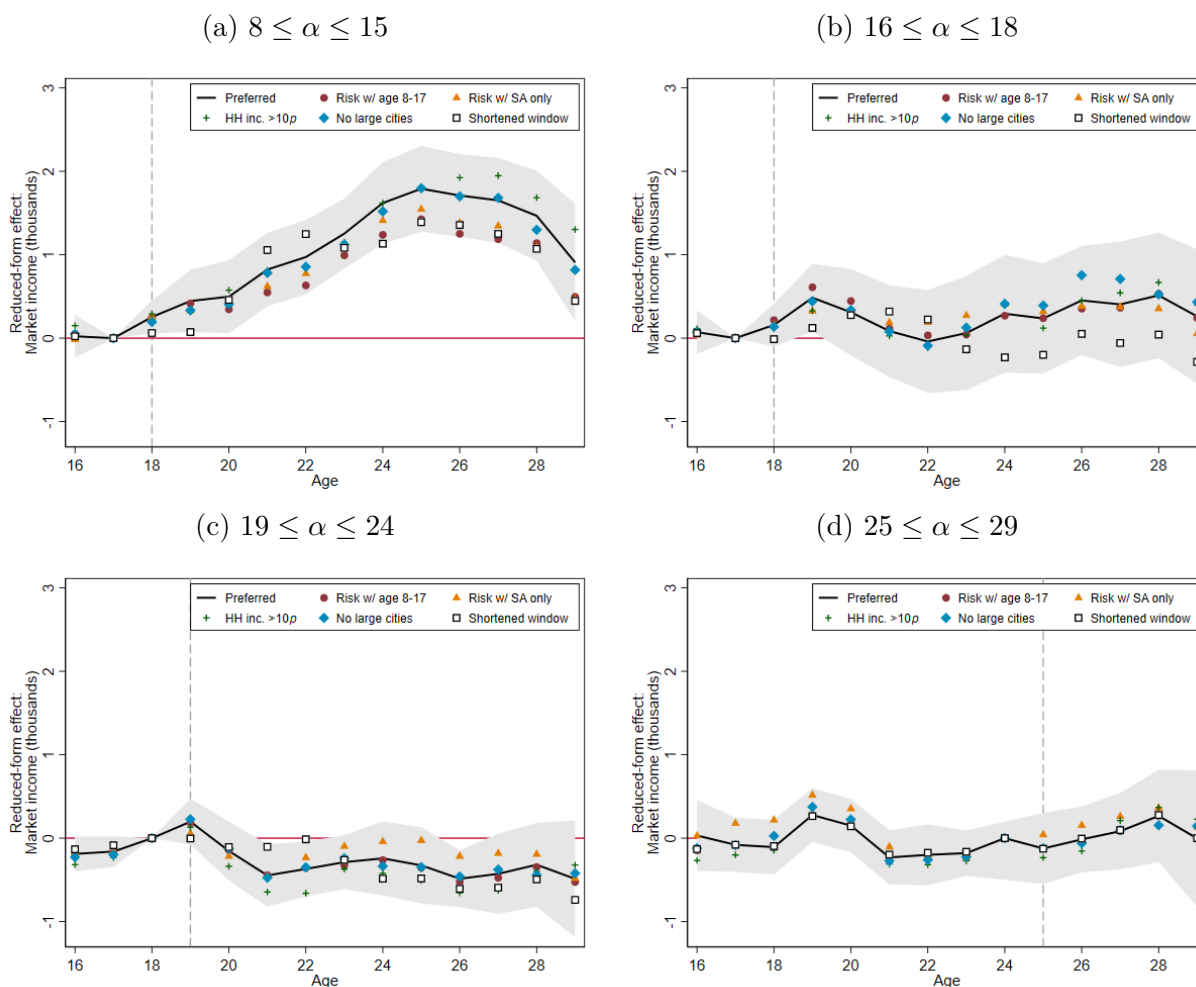 (a) 8 ≤ α ≤ 15
Reduced-form effect:
Market income (thousands)
3
2
1
0
-1
Preferred
Risk w/ age 8-17
Risk w/ SA only
HH inc. >10p
No large cities
Shortened window
16 18 20 22 24 26 28
Age
(b) 16 ≤ α ≤ 18
Reduced-form effect:
Market income (thousands)
3
2
1
0
-1
Preferred
Risk w/ age 8-17
Risk w/ SA only
HH inc. >10p
No large cities
Shortened window
16 18 20 22 24 26 28
Age
(c) 19 ≤ α ≤ 24
Reduced-form effect:
Market income (thousands)
3
2
1
0
-1
Preferred
Risk w/ age 8-17
Risk w/ SA only
HH inc. >10p
No large cities
Shortened window
16 18 20 22 24 26 28
Age
(d) 25 ≤ α ≤ 29
Reduced-form effect:
Market income (thousands)
3
2
1
0
-1
Preferred
Risk w/ age 8-17
Risk w/ SA only
HH inc. >10p
No large cities
Shortened window
16 18 20 22 24 26 28
Age